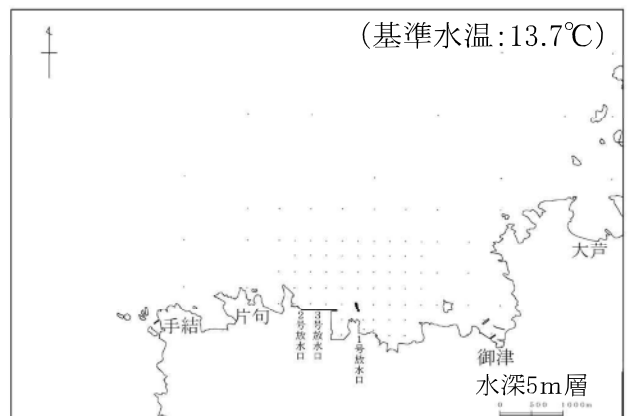 (基準水温:13.7℃)
大芦
手結
片句
2号放水口
3号放水口
1号放水口
御津
水深5m層
0 500 1000m